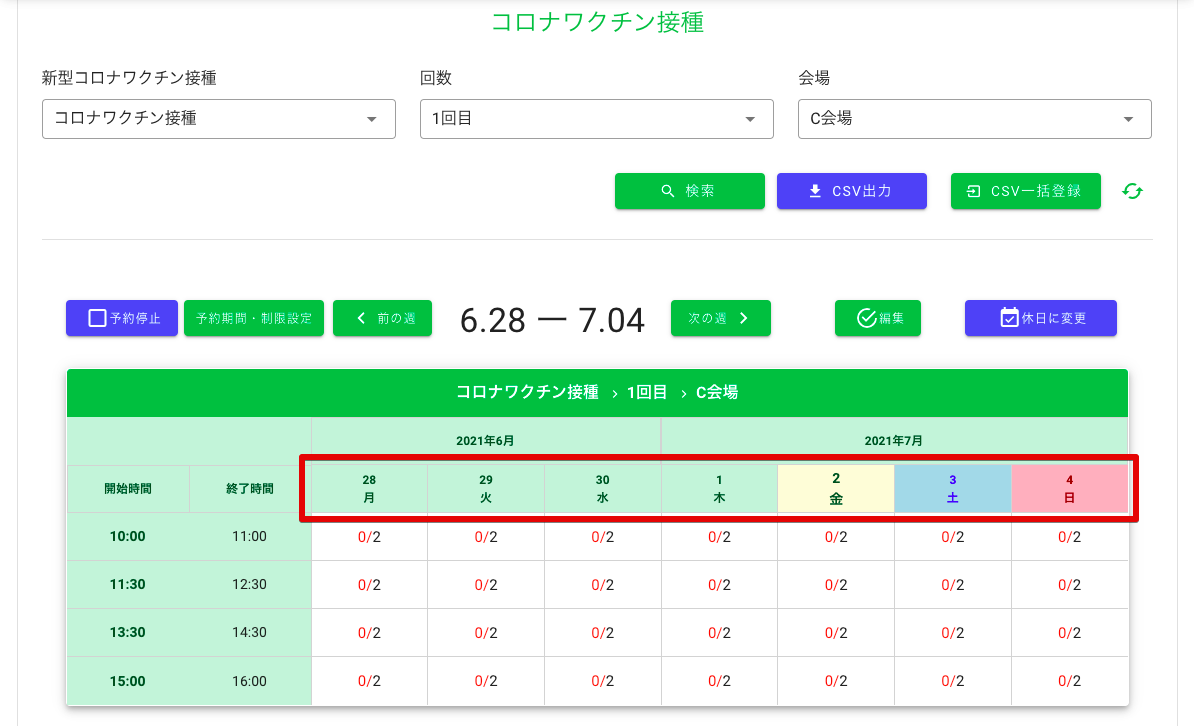 コロナワクチン接種
新型コロナワクチン接種 回数 会場
コロナワクチン接種 1回目 C会場
検索 CSV出力 CSV一括登録
予約停止 予約期間・制限設定 前の週 6.28 ー 7.04 次の週 編集 休日に変更
コロナワクチン接種 › 1回目 › C会場
2021年6月 2021年7月
開始時間 終了時間 28 29 30 1 2 3 4
月 火 水 木 金 土 日
10:00 11:00 0/2 0/2 0/2 0/2 0/2 0/2 0/2
11:30 12:30 0/2 0/2 0/2 0/2 0/2 0/2 0/2
13:30 14:30 0/2 0/2 0/2 0/2 0/2 0/2 0/2
15:00 16:00 0/2 0/2 0/2 0/2 0/2 0/2 0/2